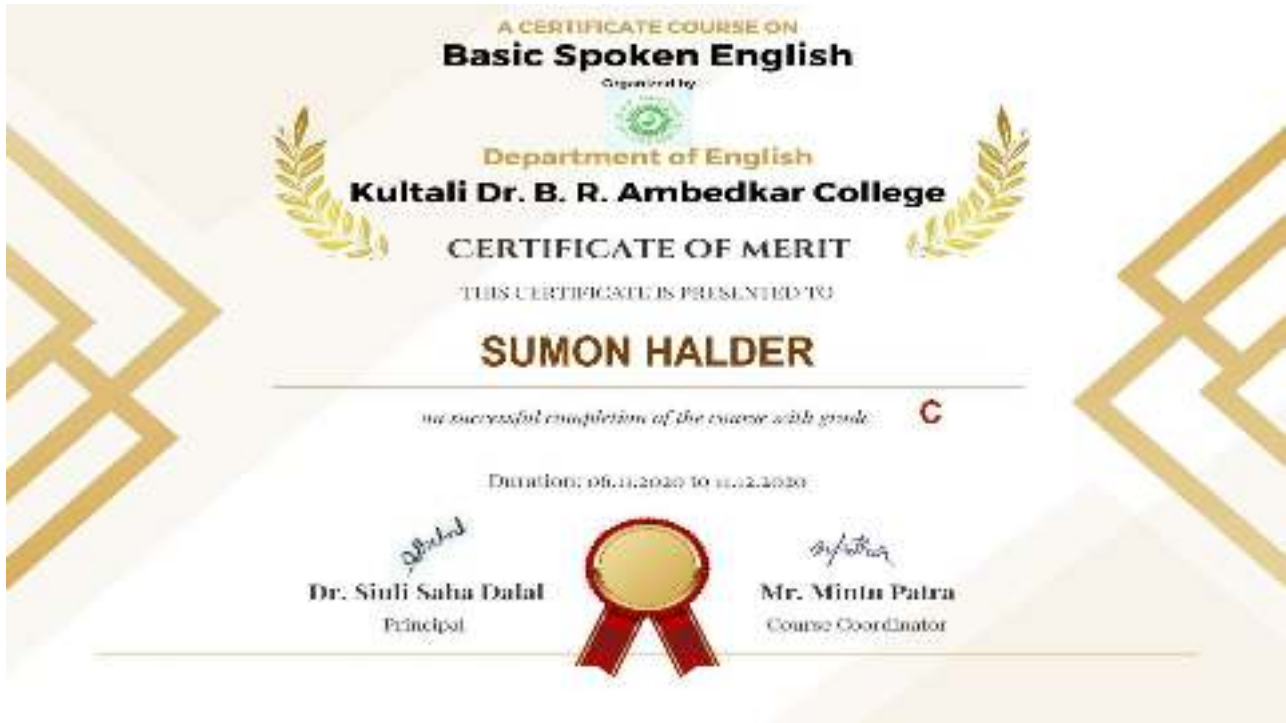 A CERTIFICATE COURSE ON
Basic Spoken English
Organized by
Department of English
Kultali Dr. B. R. Ambedkar College
CERTIFICATE OF MERIT
THIS CERTIFICATE IS PRESENTED TO
SUMON HALDER
on successful completion of the course with grade C
Duration: 06.11.2020 to 11.12.2020
Dr. Siuli Saha Dalal
Mr. Mintu Patra
Principal
Course Coordinator